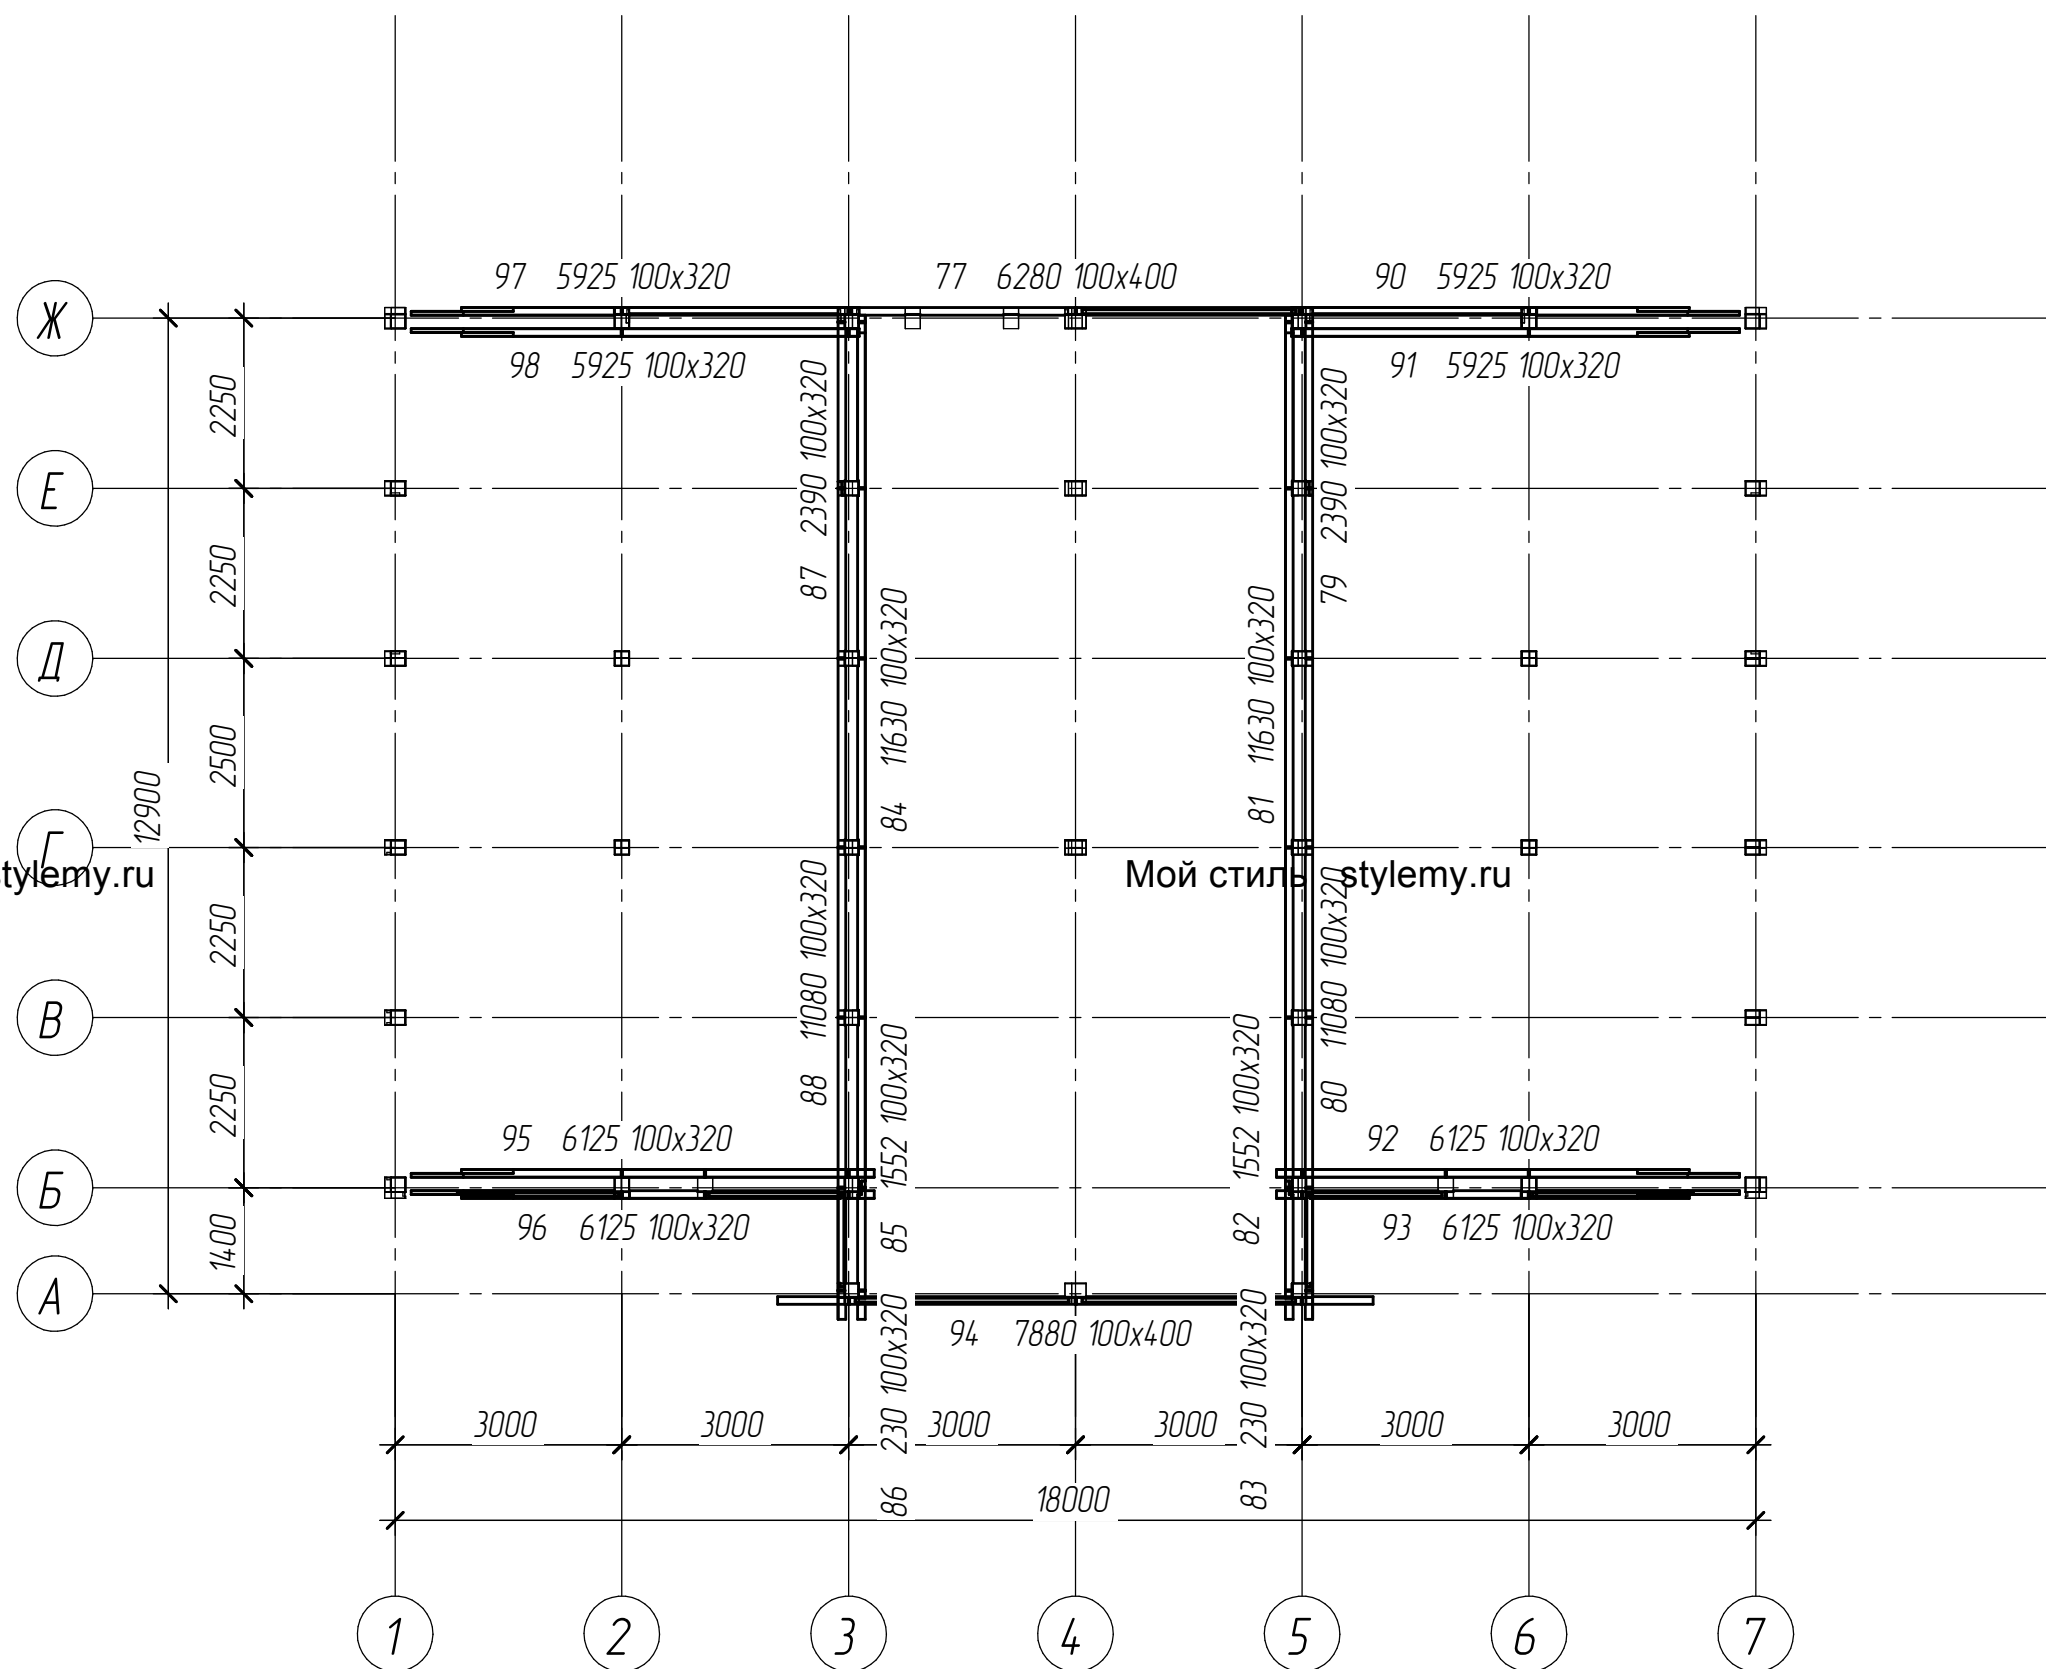 97 5925 100x320
77 6280 100x400
90 5925 100x320
Ж
98 5925 100x320
91 5925 100x320
2250
87 2390 100x320
79 2390 100x320
Е
2250
Д
84 11630 100x320
81 11630 100x320
2500
12900
Г
stylemy.ru
Мой стиль stylemy.ru
2250
88 11080 100x320
80 11080 100x320
В
2250
85 1552 100x320
82 1552 100x320
95 6125 100x320
92 6125 100x320
Б
96 6125 100x320
93 6125 100x320
1400
А
94 7880 100x400
86 230 100x320
83 230 100x320
3000
3000
3000
3000
3000
3000
18000
1
2
3
4
5
6
7